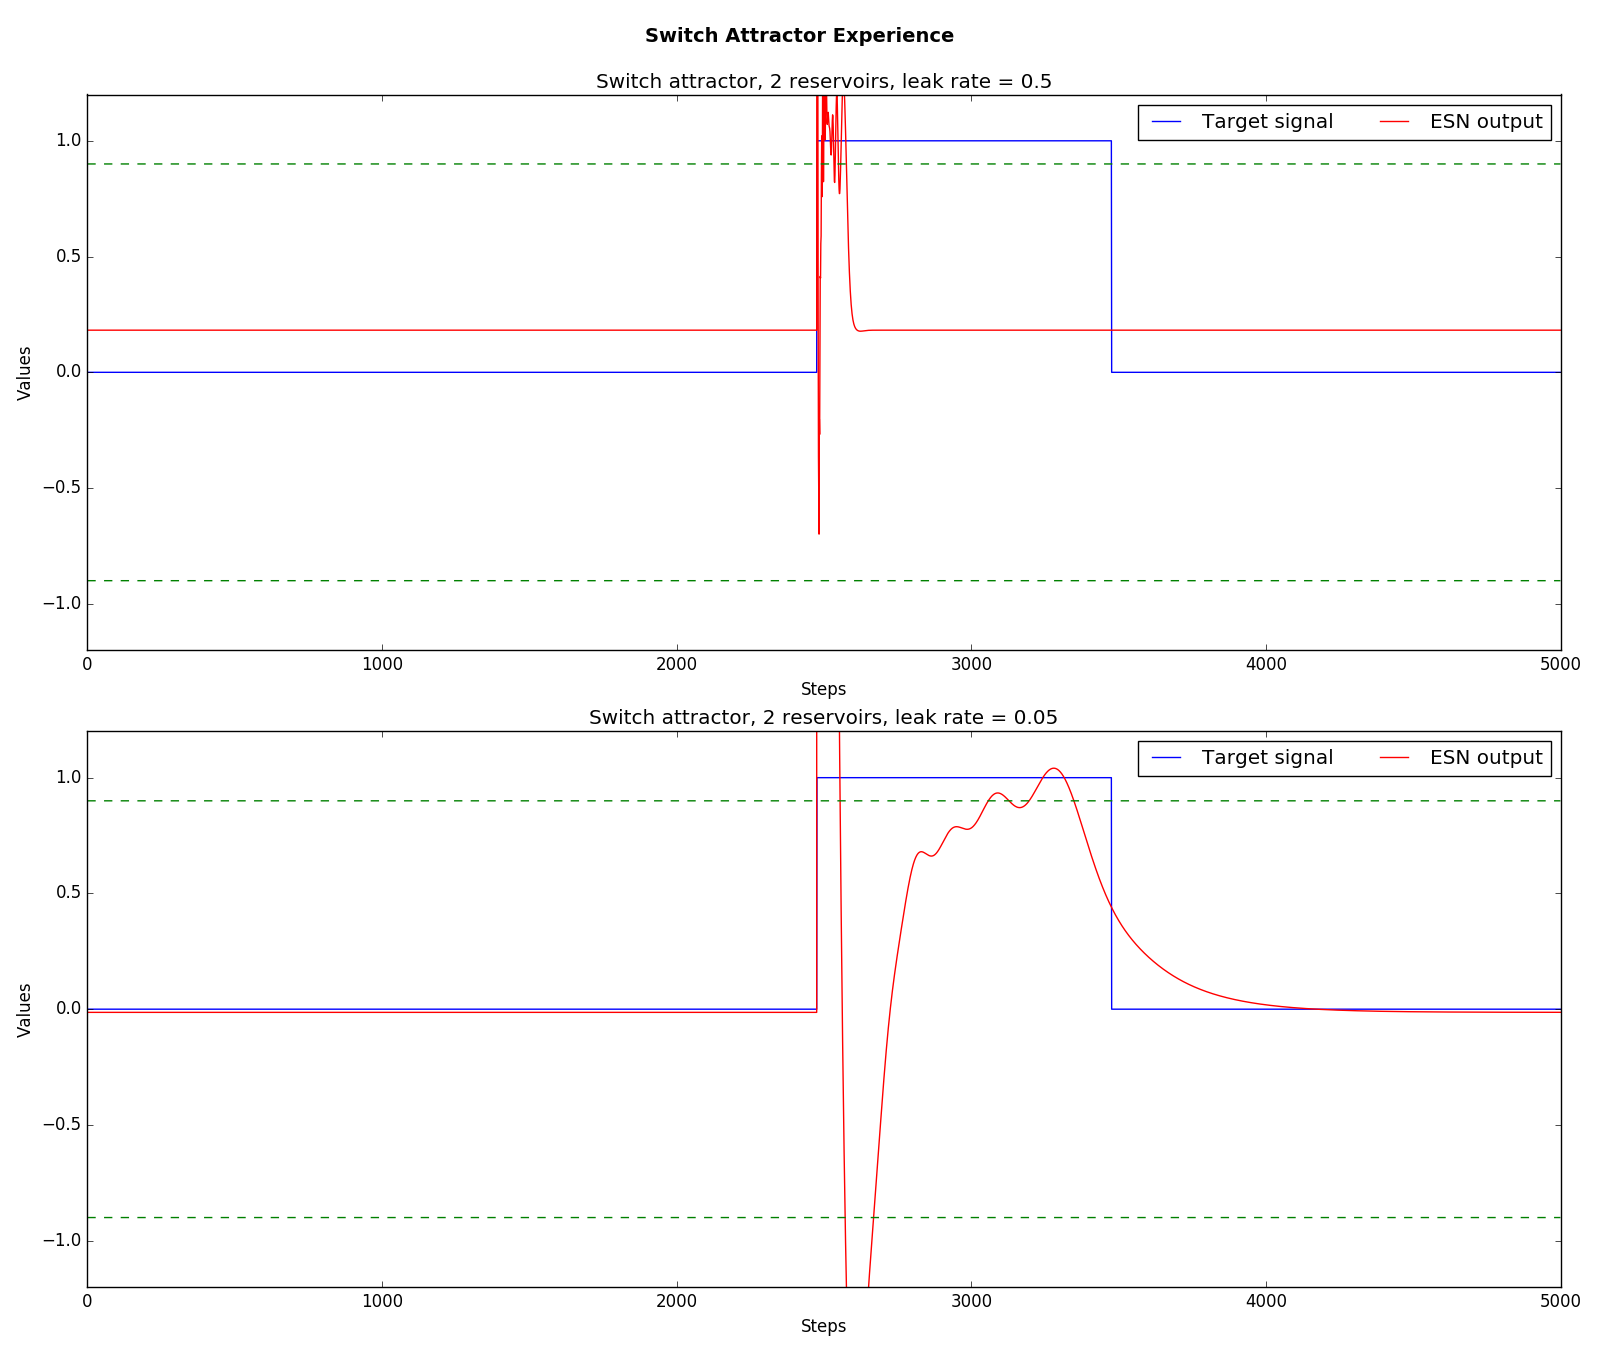 Switch Attractor Experience
Switch attractor, 2 reservoirs, leak rate = 0.5
Target signal ESN output
1.0
0.5
0.0
−0.5
−1.0
Values
0 1000 2000 3000 4000 5000
Steps
Switch attractor, 2 reservoirs, leak rate = 0.05
Target signal ESN output
1.0
0.5
0.0
−0.5
−1.0
Values
0 1000 2000 3000 4000 5000
Steps